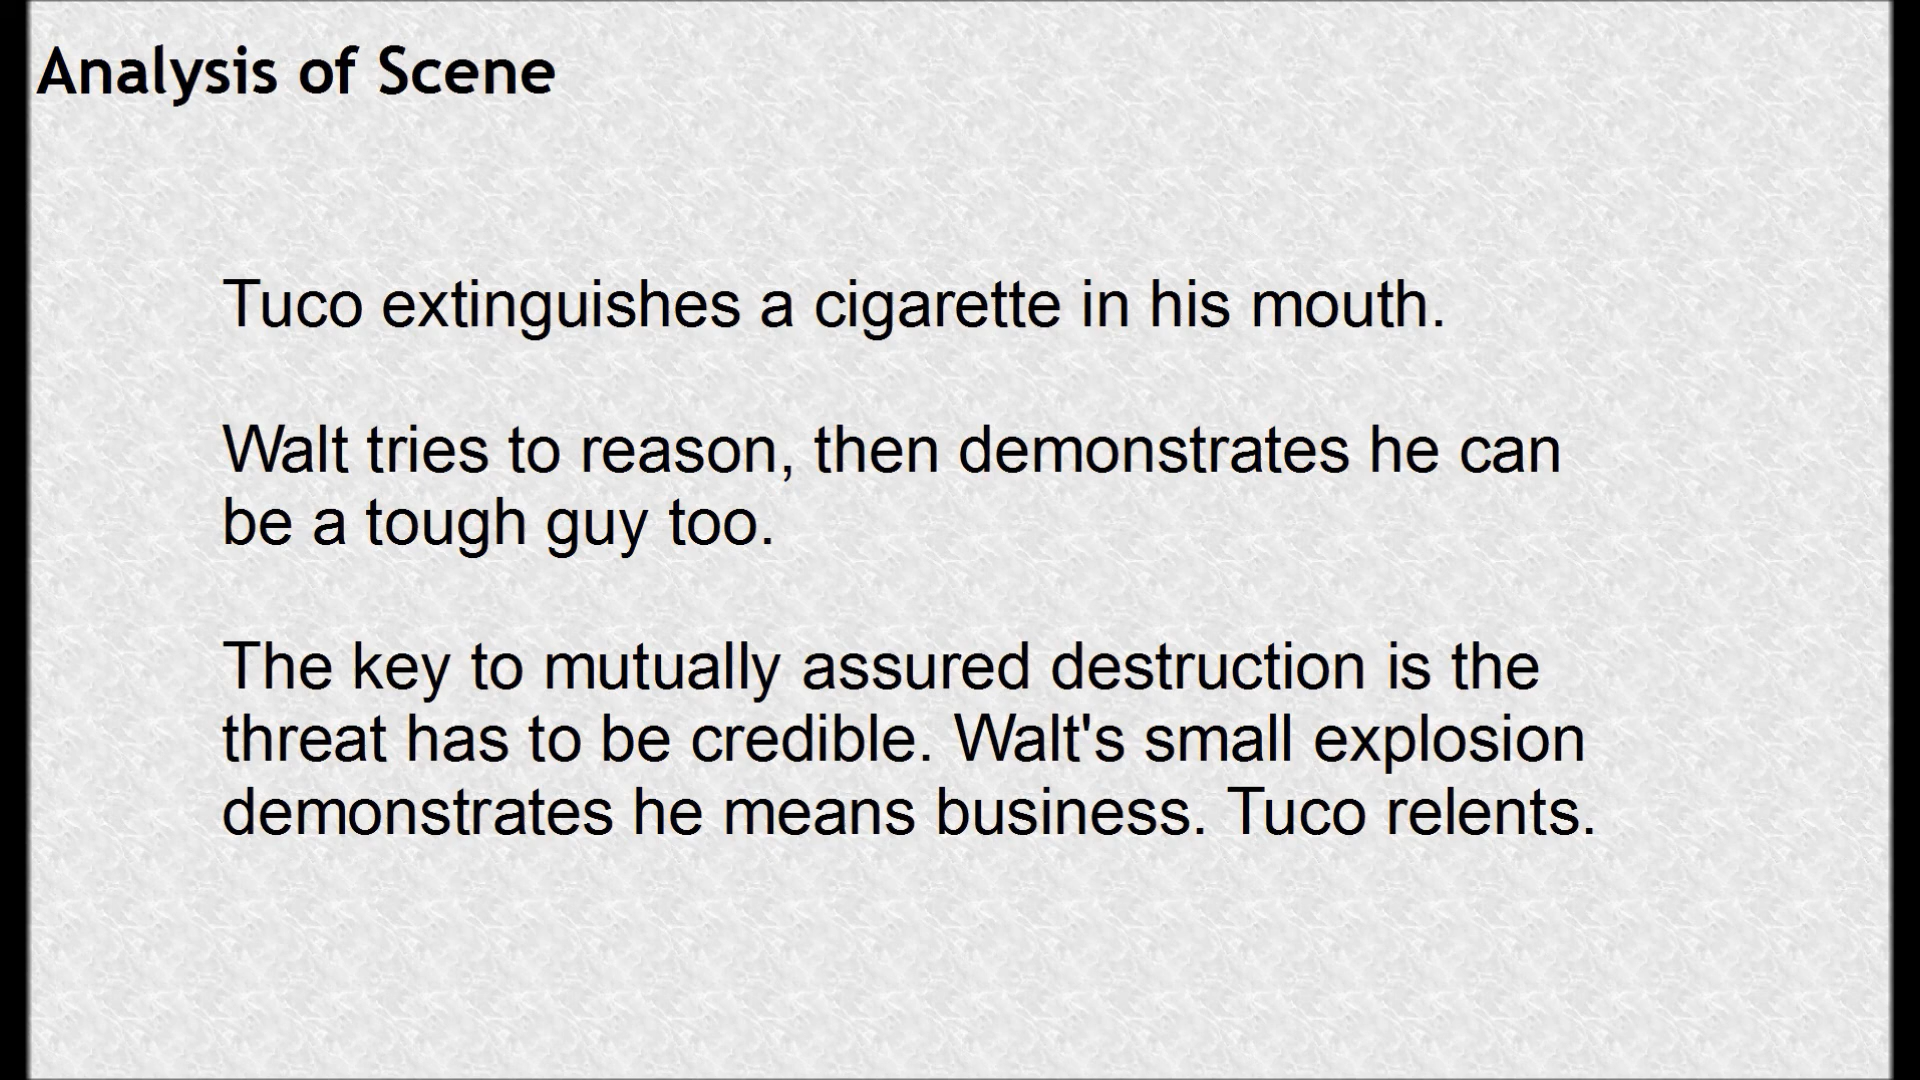 Analysis of Scene
Tuco extinguishes a cigarette in his mouth.
Walt tries to reason, then demonstrates he can
be a tough guy too.
The key to mutually assured destruction is the
threat has to be credible. Walt's small explosion
demonstrates he means business. Tuco relents.